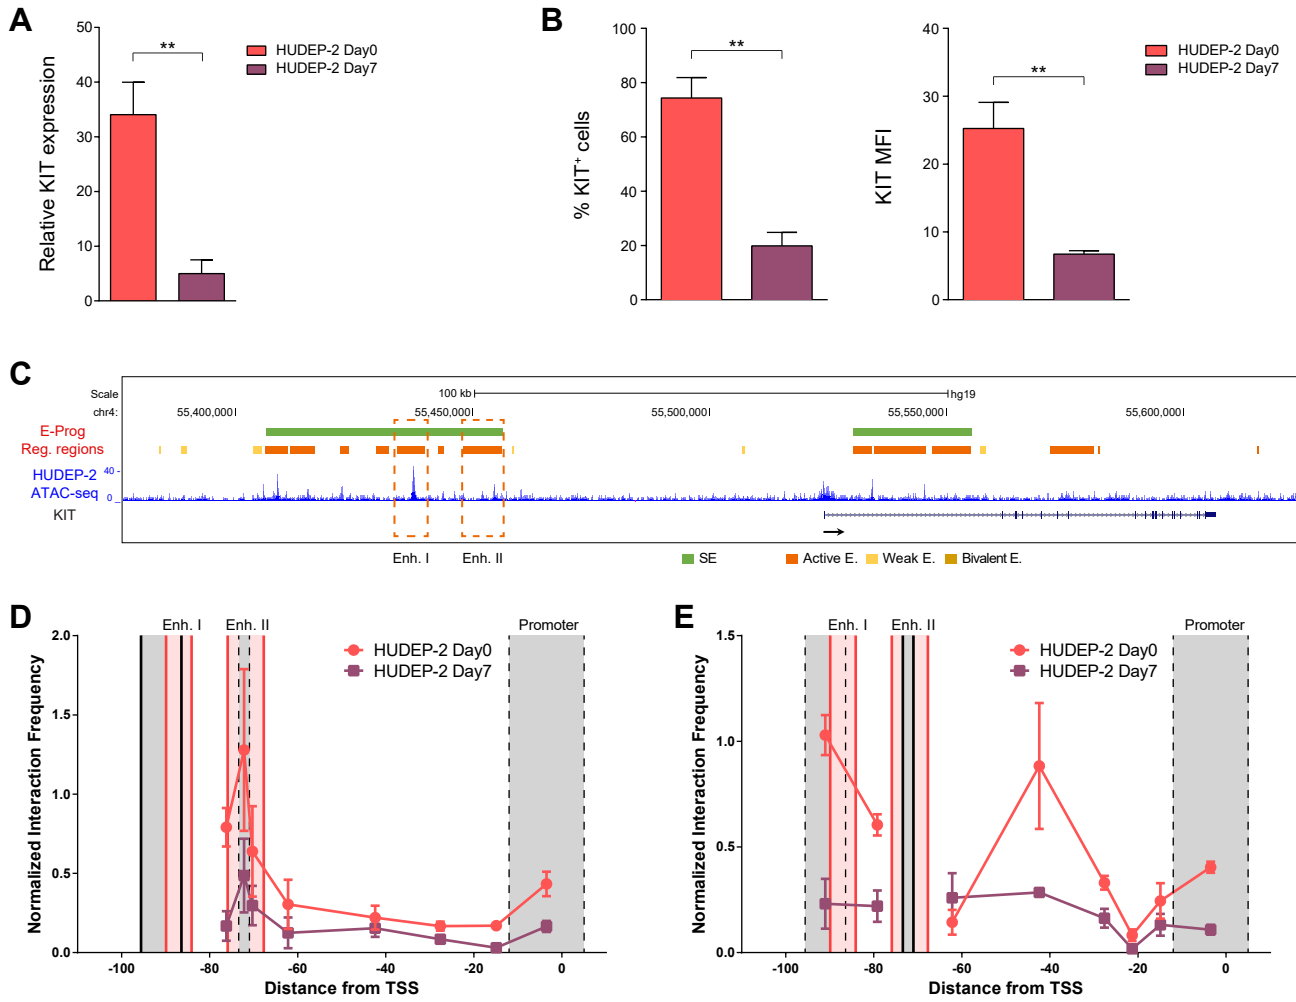 A
Relative KIT expression
50
40
30
20
10
0
**
HUDEP-2 Day0
HUDEP-2 Day7
B
% KIT+ cells
100
80
60
40
20
0
**
KIT MFI
40
30
20
10
0
**
HUDEP-2 Day0
HUDEP-2 Day7
C
Scale
100 kb
hg19
chr4:
55,400,000
55,450,000
55,500,000
55,550,000
55,600,000
E-Prog
Reg. regions
HUDEP-2
ATAC-seq
40
0
KIT
Enh. I
Enh. II
SE
Active E.
Weak E.
Bivalent E.
D
Enh. I
Enh. II
Promoter
HUDEP-2 Day0
HUDEP-2 Day7
Normalized Interaction Frequency
2.0
1.5
1.0
0.5
0.0
-100
-80
-60
-40
-20
0
Distance from TSS
E
Enh. I
Enh. II
Promoter
HUDEP-2 Day0
HUDEP-2 Day7
Normalized Interaction Frequency
1.5
1.0
0.5
0.0
-100
-80
-60
-40
-20
0
Distance from TSS